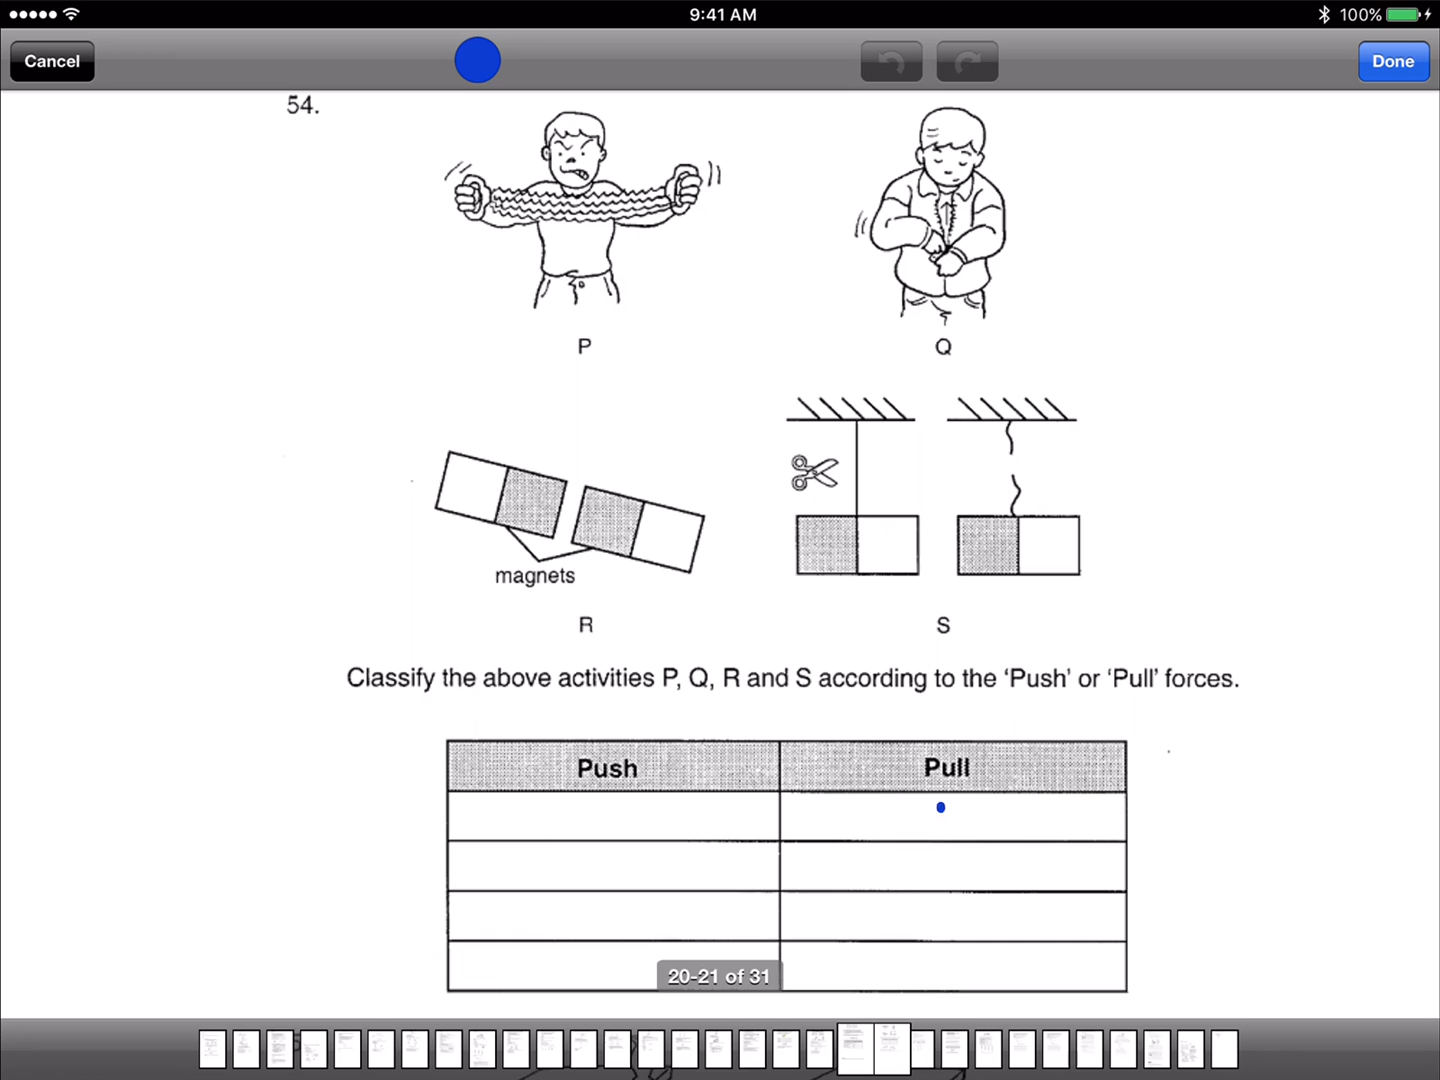 9:41 AM
100%
Cancel
Done
54.
P
Q
magnets
R
S
Classify the above activities P, Q, R and S according to the ‘Push’ or ‘Pull’ forces.
Push Pull
20-21 of 31